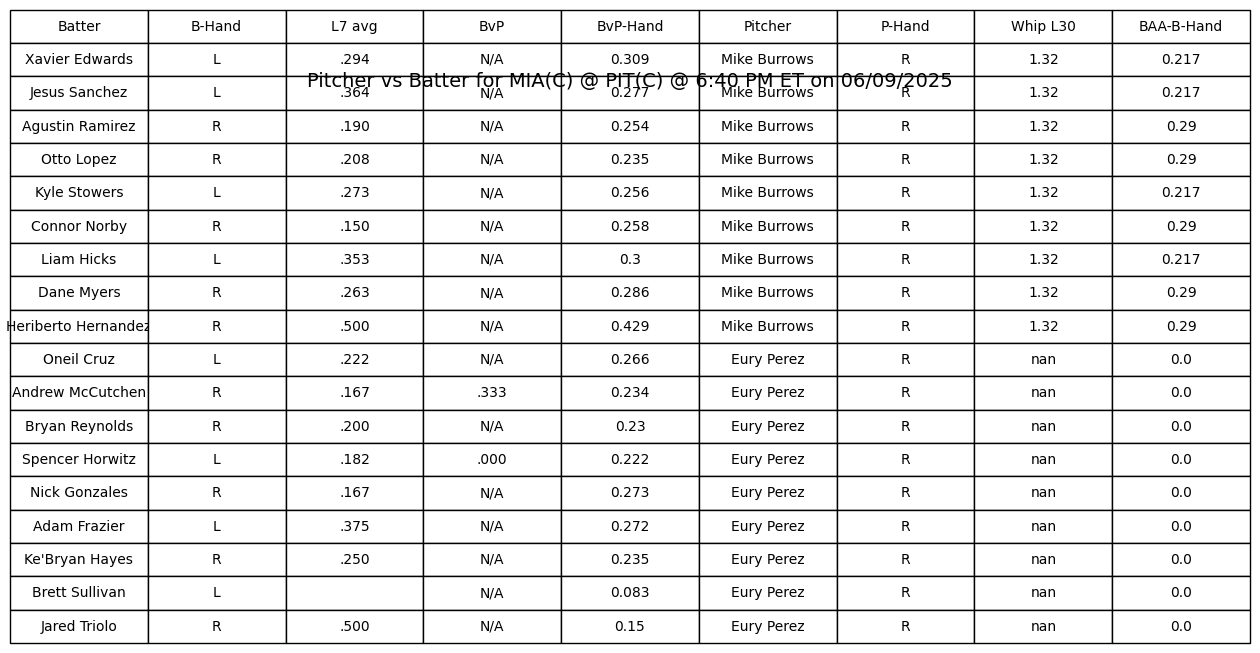 Batter B-Hand L7 avg BvP BvP-Hand Pitcher P-Hand Whip L30 BAA-B-Hand
Xavier Edwards L .294 N/A 0.309 Mike Burrows R 1.32 0.217
Pitcher vs Batter for MIA(C) @ PIT(C) @ 6:40 PM ET on 06/09/2025
Jesus Sanchez L .364 N/A 0.277 Mike Burrows R 1.32 0.217
Agustin Ramirez R .190 N/A 0.254 Mike Burrows R 1.32 0.29
Otto Lopez R .208 N/A 0.235 Mike Burrows R 1.32 0.29
Kyle Stowers L .273 N/A 0.256 Mike Burrows R 1.32 0.217
Connor Norby R .150 N/A 0.258 Mike Burrows R 1.32 0.29
Liam Hicks L .353 N/A 0.3 Mike Burrows R 1.32 0.217
Dane Myers R .263 N/A 0.286 Mike Burrows R 1.32 0.29
Heriberto Hernandez R .500 N/A 0.429 Mike Burrows R 1.32 0.29
Oneil Cruz L .222 N/A 0.266 Eury Perez R nan 0.0
Andrew McCutchen R .167 .333 0.234 Eury Perez R nan 0.0
Bryan Reynolds R .200 N/A 0.23 Eury Perez R nan 0.0
Spencer Horwitz L .182 .000 0.222 Eury Perez R nan 0.0
Nick Gonzales R .167 N/A 0.273 Eury Perez R nan 0.0
Adam Frazier L .375 N/A 0.272 Eury Perez R nan 0.0
Ke'Bryan Hayes R .250 N/A 0.235 Eury Perez R nan 0.0
Brett Sullivan L N/A 0.083 Eury Perez R nan 0.0
Jared Triolo R .500 N/A 0.15 Eury Perez R nan 0.0